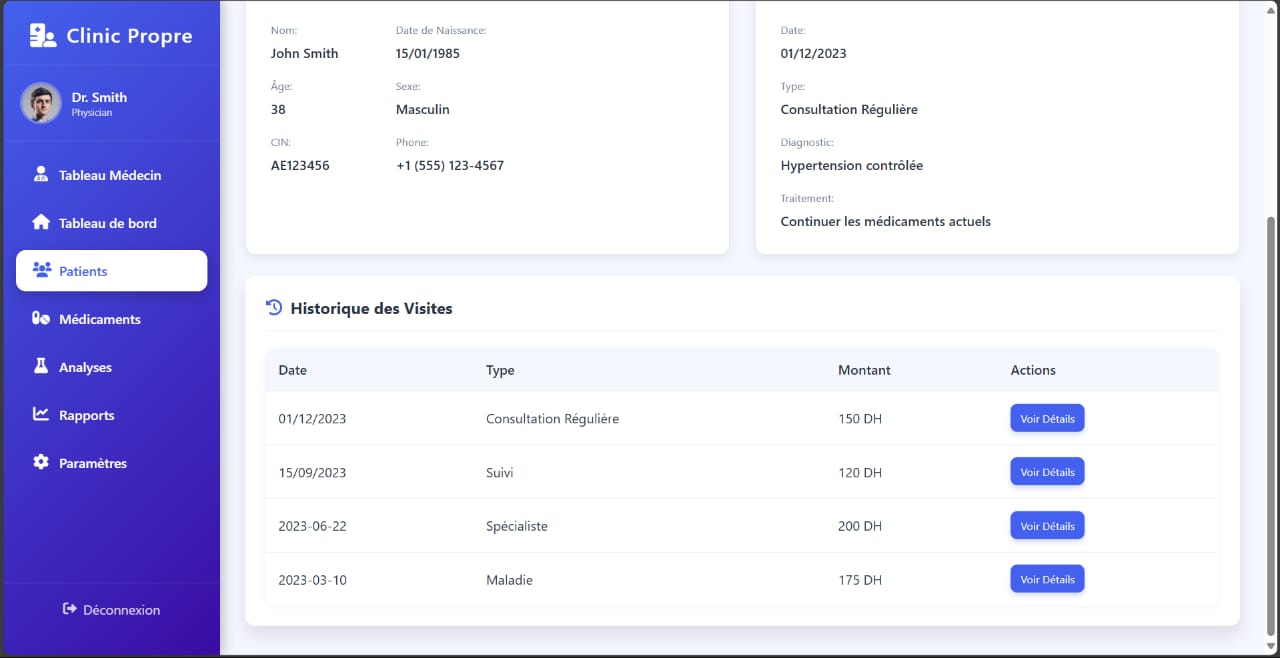 Clinic Propre
Dr. Smith
Physician
Tableau Médecin
Tableau de bord
Patients
Médicaments
Analyses
Rapports
Paramètres
Déconnexion
Nom: Date de Naissance:
John Smith 15/01/1985
Âge: Sexe:
38 Masculin
CIN: Phone:
AE123456 +1 (555) 123-4567
Date:
01/12/2023
Type:
Consultation Régulière
Diagnostic:
Hypertension contrôlée
Traitement:
Continuer les médicaments actuels
Historique des Visites
Date Type Montant Actions
01/12/2023 Consultation Régulière 150 DH Voir Détails
15/09/2023 Suivi 120 DH Voir Détails
2023-06-22 Spécialiste 200 DH Voir Détails
2023-03-10 Maladie 175 DH Voir Détails